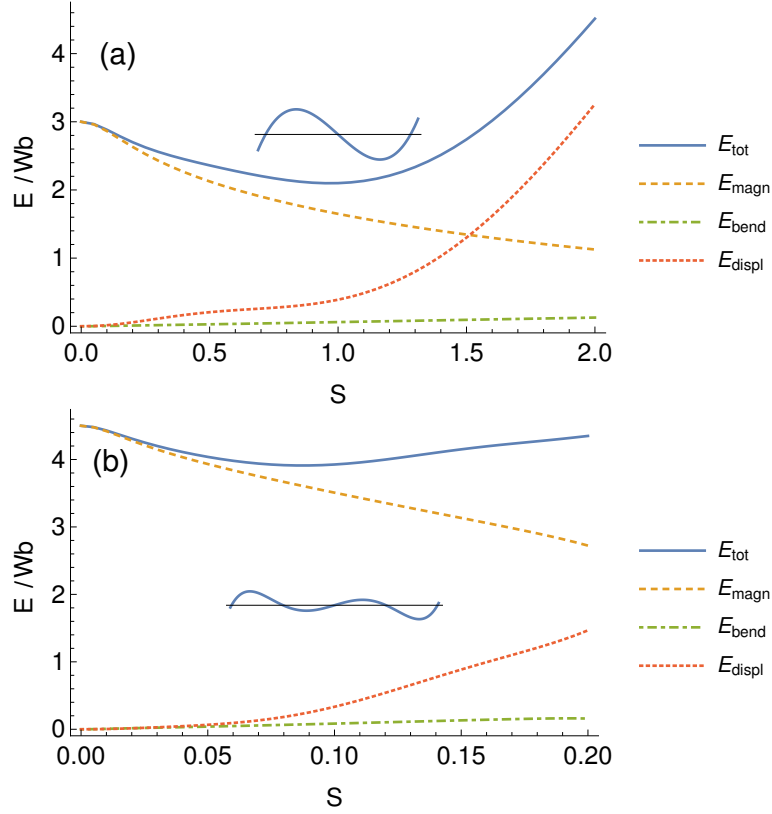 (a)
E /Wb
4
3
2
1
0
0.0 0.5 1.0 1.5 2.0
S
E_tot
E_magn
E_bend
E_displ
(b)
E /Wb
4
3
2
1
0
0.00 0.05 0.10 0.15 0.20
S
E_tot
E_magn
E_bend
E_displ